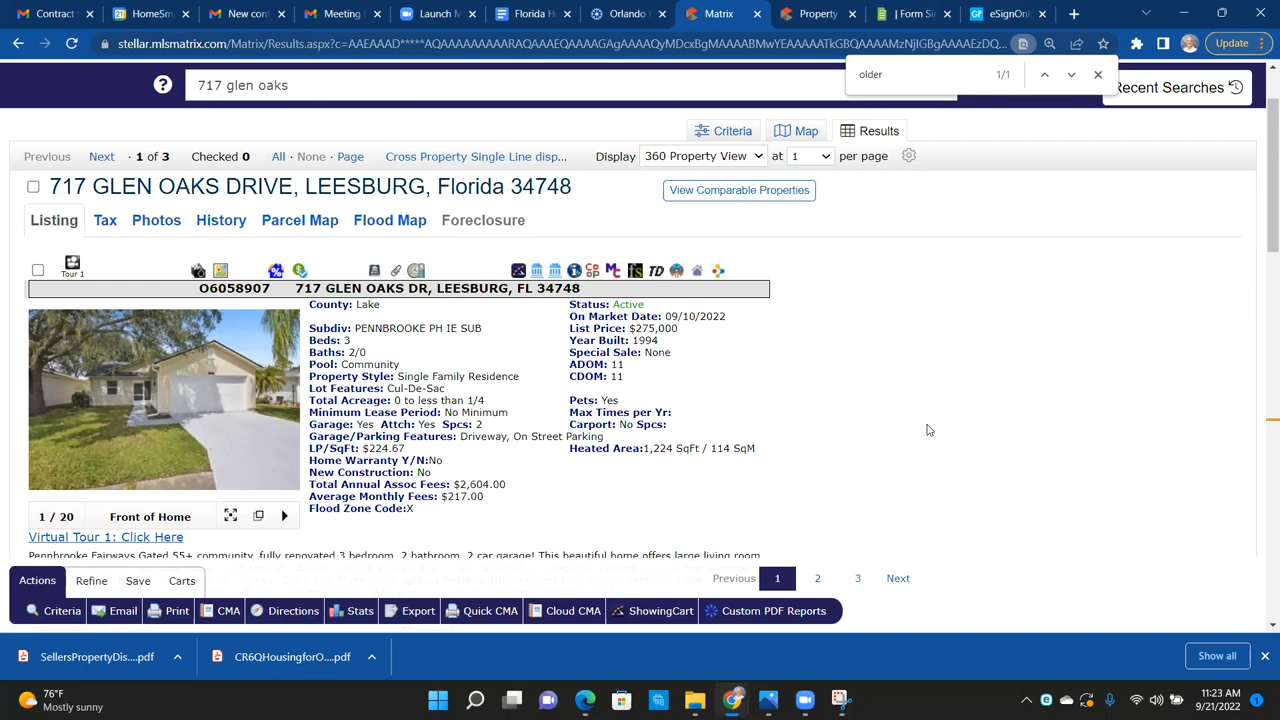 Contract
HomeSm
New cont
Meeting
Launch M
Florida H
Orlando
Matrix
Property
| Form Si
eSignOnli
stellar.mlsmatrix.com/Matrix/Results.aspx?c=AAEAAAD*****AQAAAAAAAAARAQAAAEQAAAAGAgAAAAQyMDcxBgMAAAABMwYEAAAAATkGBQAAAAMzNjIGBgAAAAEzDQ...
Update
older 1/1
717 glen oaks
Recent Searches
Criteria
Map
Results
Previous Next · 1 of 3 Checked 0 All · None · Page Cross Property Single Line disp... Display 360 Property View at 1 per page
717 GLEN OAKS DRIVE, LEESBURG, Florida 34748
View Comparable Properties
Listing Tax Photos History Parcel Map Flood Map Foreclosure
Tour 1
O6058907 717 GLEN OAKS DR, LEESBURG, FL 34748
County: Lake
Status: Active
On Market Date: 09/10/2022
Subdiv: PENNBROOKE PH IE SUB
List Price: $275,000
Beds: 3
Year Built: 1994
Baths: 2/0
Special Sale: None
Pool: Community
ADOM: 11
Property Style: Single Family Residence
CDOM: 11
Lot Features: Cul-De-Sac
Total Acreage: 0 to less than 1/4
Pets: Yes
Minimum Lease Period: No Minimum
Max Times per Yr:
Garage: Yes Attch: Yes Spcs: 2
Carport: No Spcs:
Garage/Parking Features: Driveway, On Street Parking
LP/SqFt: $224.67
Heated Area:1,224 SqFt / 114 SqM
Home Warranty Y/N:No
New Construction: No
Total Annual Assoc Fees: $2,604.00
Average Monthly Fees: $217.00
Flood Zone Code:X
1 / 20 Front of Home
Virtual Tour 1: Click Here
Pennbrooke Fairways Gated 55+ community, fully renovated 3 bedroom, 2 bathroom, 2 car garage! This beautiful home offers large living room
Actions Refine Save Carts
Previous 1 2 3 Next
Criteria Email Print CMA Directions Stats Export Quick CMA Cloud CMA ShowingCart Custom PDF Reports
SellersPropertyDis....pdf
CR6QHousingforO....pdf
Show all
76°F
Mostly sunny
11:23 AM
9/21/2022